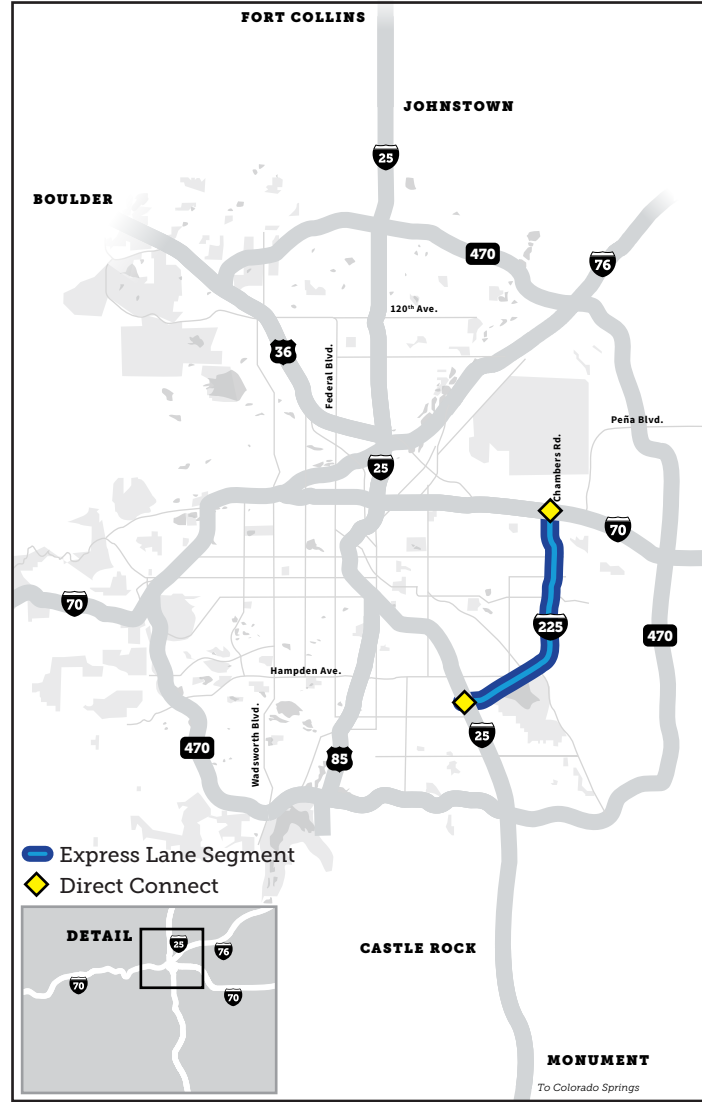 FORT COLLINS
JOHNSTOWN
25
BOULDER
470
76
120th Ave.
36
Federal Blvd.
Peña Blvd.
Chambers Rd.
25
70
70
225
470
Hampden Ave.
Wadsworth Blvd.
25
470
85
Express Lane Segment
Direct Connect
DETAIL
25
76
70
70
CASTLE ROCK
MONUMENT
To Colorado Springs